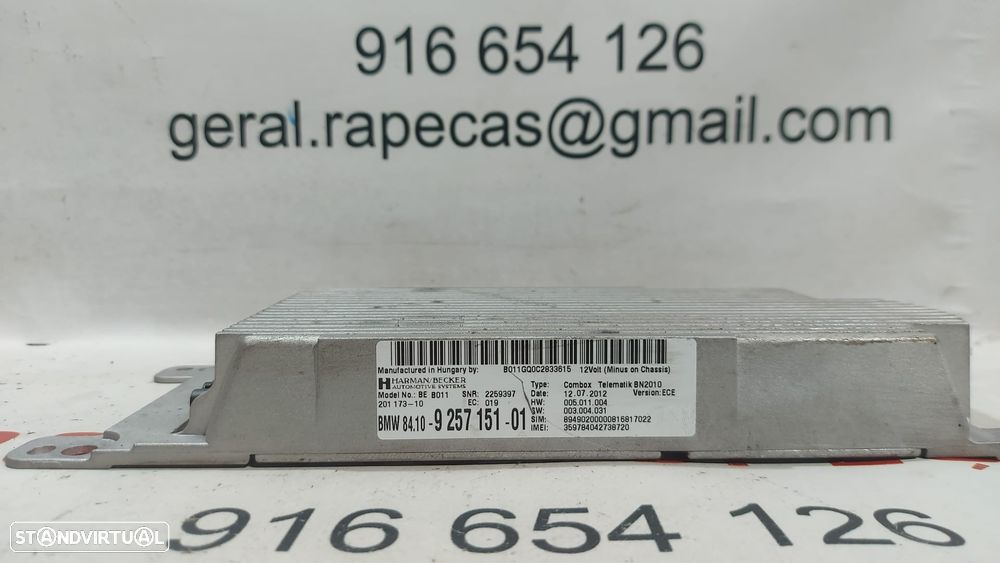 916 654 126
geral.rapecas@gmail.com
Manufactured in Hungary by: B011GQ0C2833615 12Volt (Minus on Chassis)
HARMAN/BECKER
AUTOMOTIVE SYSTEMS
Type: Combox Telematik BN2010
Model No.: BE B011 SNR: 2259397 Date: 12.07.2012 Version: ECE
201 173-10 EC: 019 HW: 005.011.004
SW: 003.004.031
BMW 84.10 - 9 257 151 - 01 SIM: 89490200000816817022
IMEI: 359784042738720
916 654 126
STANDVIRTUAL